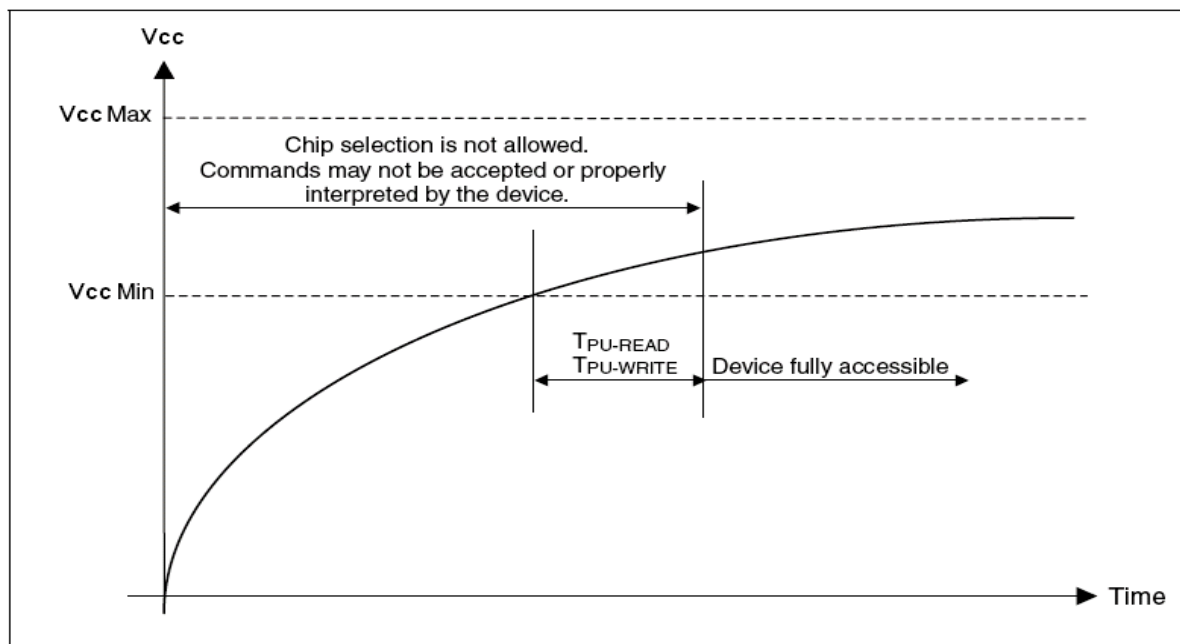 Vcc
Vcc Max
Chip selection is not allowed.
Commands may not be accepted or properly
interpreted by the device.
Vcc Min
TPU-READ
TPU-WRITE
Device fully accessible
Time